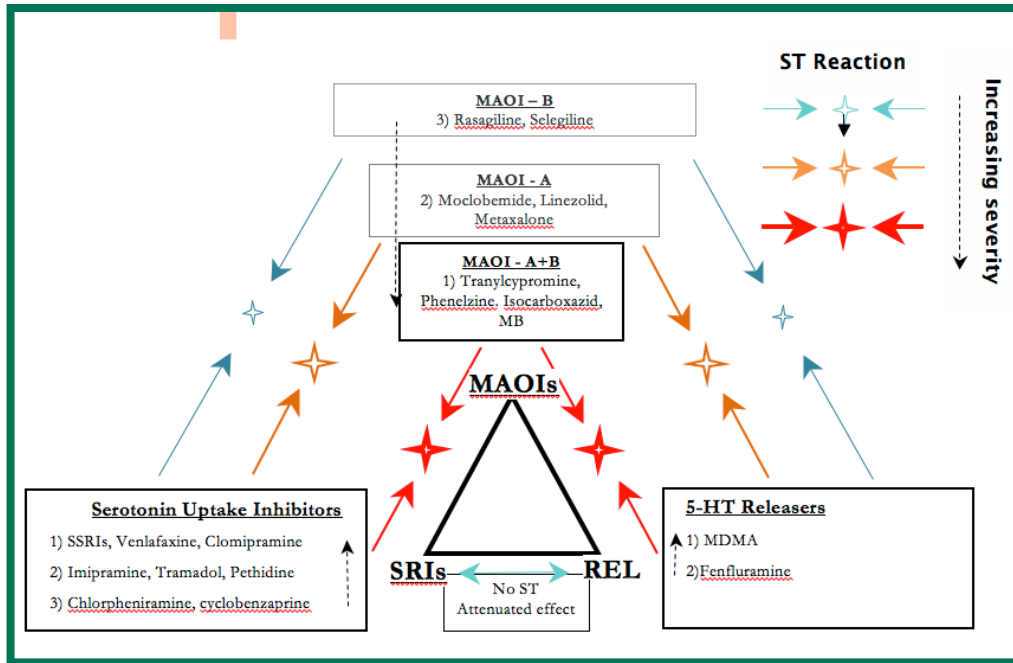 ST Reaction
Increasing severity
MAOI – B
3) Rasagiline, Selegiline
MAOI - A
2) Moclobemide, Linezolid,
Metaxalone
MAOI - A+B
1) Tranylcypromine,
Phenelzine, Isocarboxazid,
MB
MAOIs
Serotonin Uptake Inhibitors
1) SSRIs, Venlafaxine, Clomipramine
2) Imipramine, Tramadol, Pethidine
3) Chlorpheniramine, cyclobenzaprine
5-HT Releasers
1) MDMA
2)Fenfluramine
SRIs
REL
No ST
Attenuated effect